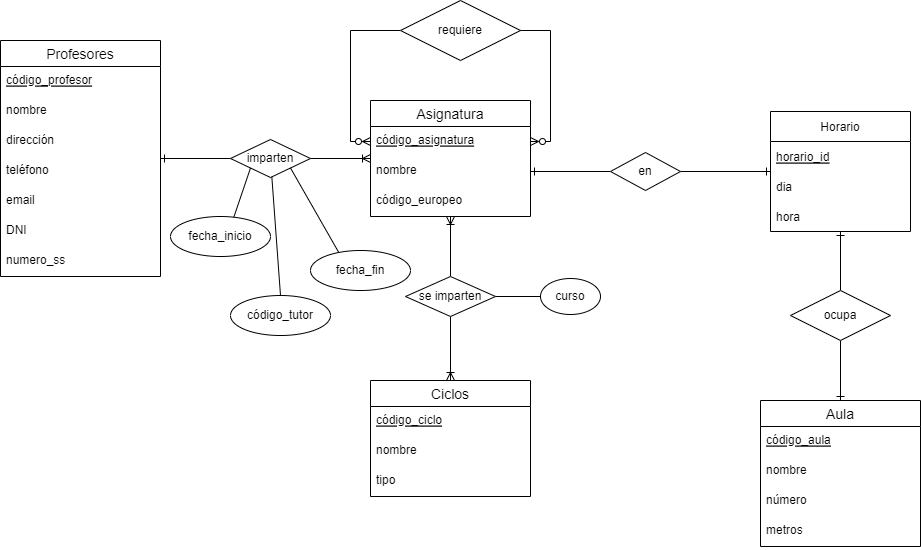 requiere
Profesores
código_profesor
nombre
dirección
teléfono
email
DNI
numero_ss
imparten
fecha_inicio
código_tutor
fecha_fin
Asignatura
código_asignatura
nombre
código_europeo
en
Horario
horario_id
dia
hora
se imparten
curso
ocupa
Ciclos
código_ciclo
nombre
tipo
Aula
código_aula
nombre
número
metros